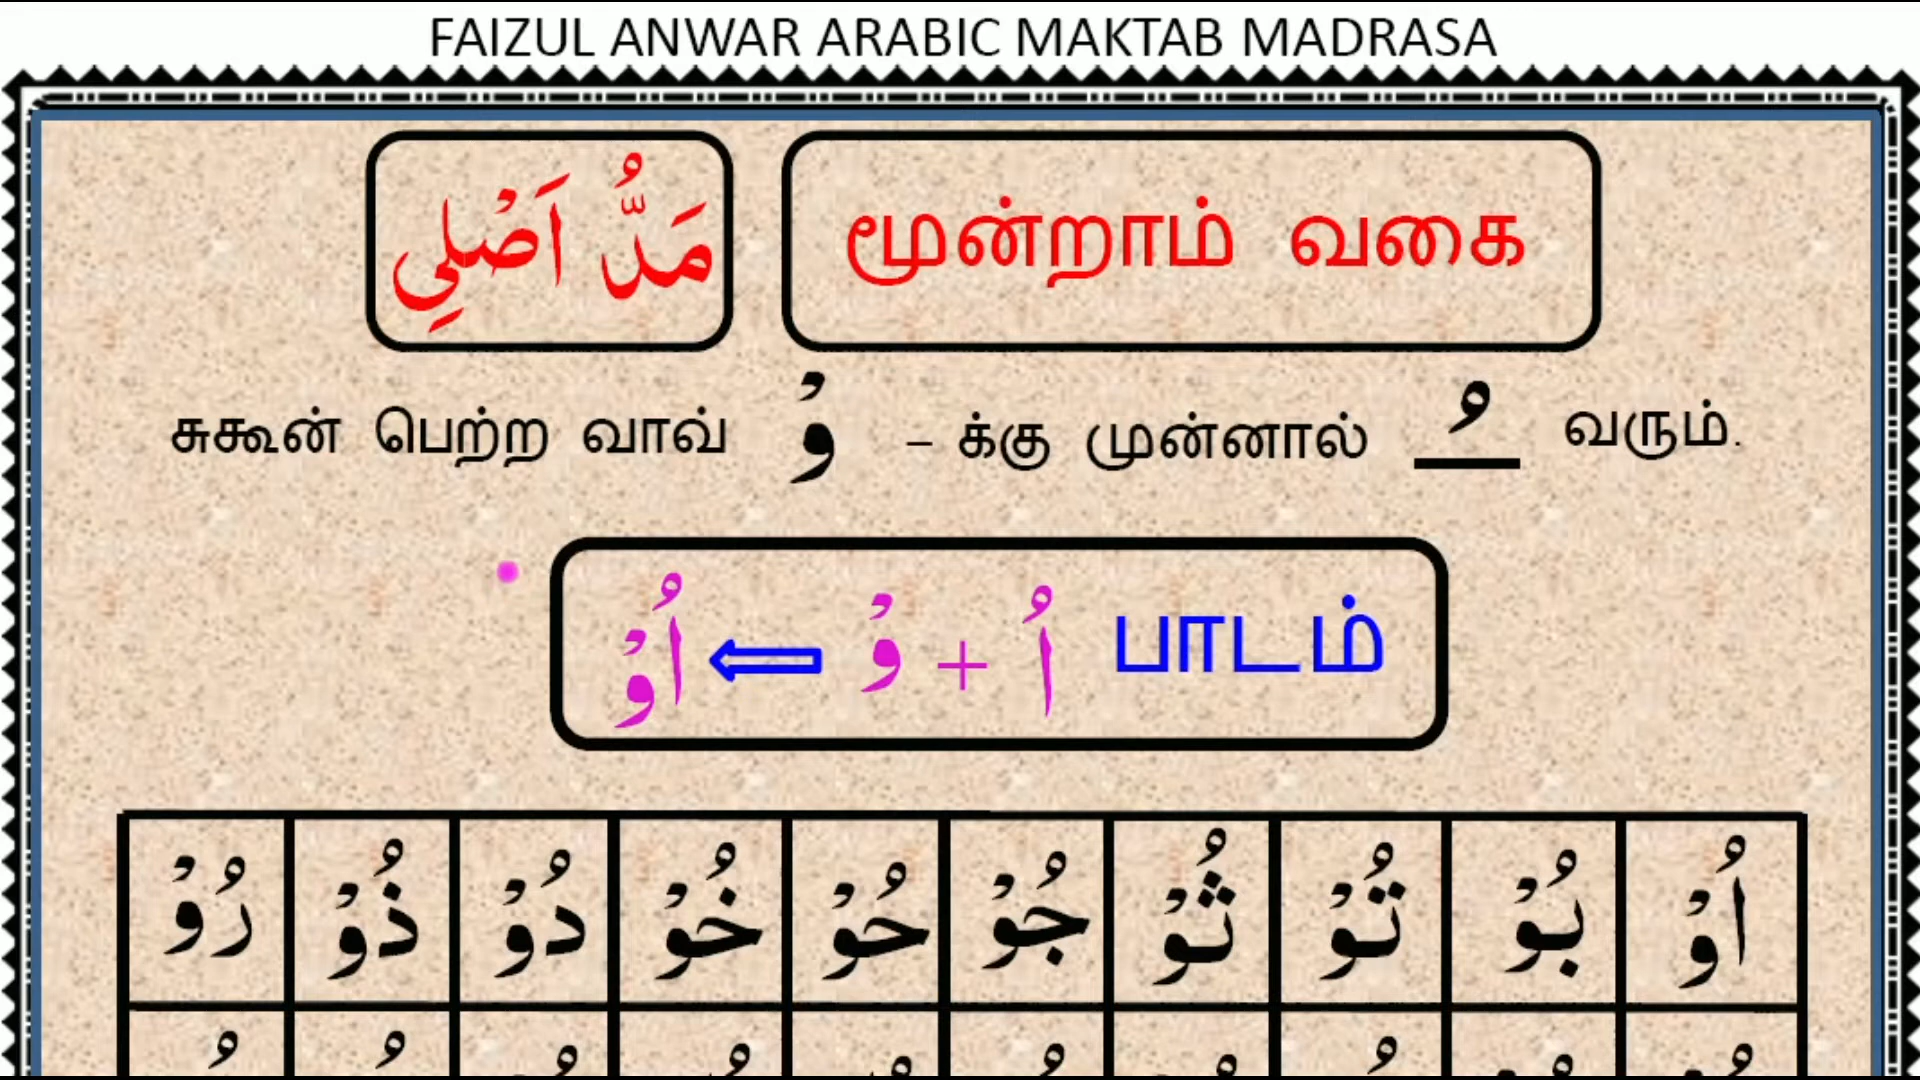 FAIZUL ANWAR ARABIC MAKTAB MADRASA
مَدُّ اَصْلِي மூன்றாம் வகை
சுகூன் பெற்ற வாவ் وْ – க்கு முன்னால் ـُ வரும்.
பாடம் اُ + وْ ⇐ اُوْ
اُوْ بُوْ تُوْ ثُوْ جُوْ حُوْ خُوْ دُوْ ذُوْ رُوْ